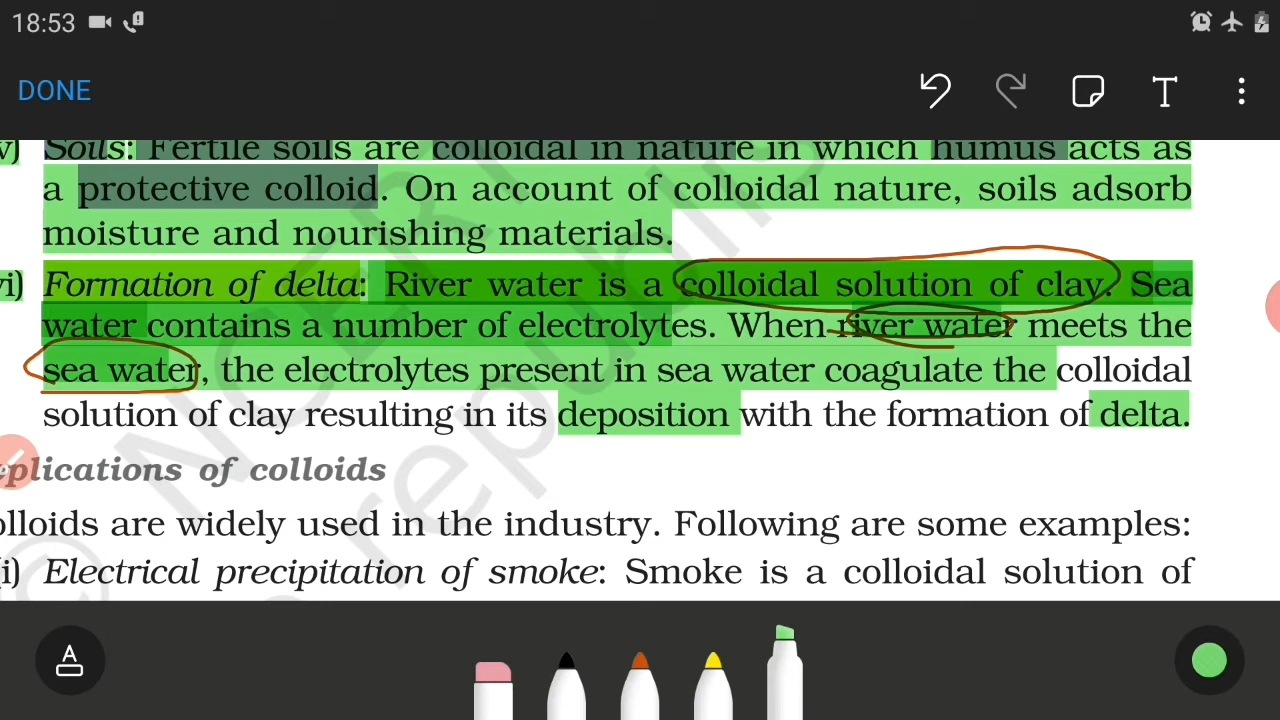 18:53
DONE
T
v) Soils: Fertile soils are colloidal in nature in which humus acts as
a protective colloid. On account of colloidal nature, soils adsorb
moisture and nourishing materials.
vi) Formation of delta: River water is a colloidal solution of clay. Sea
water contains a number of electrolytes. When river water meets the
sea water, the electrolytes present in sea water coagulate the colloidal
solution of clay resulting in its deposition with the formation of delta.
plications of colloids
olloids are widely used in the industry. Following are some examples:
(i) Electrical precipitation of smoke: Smoke is a colloidal solution of
A
© NCERT
republis